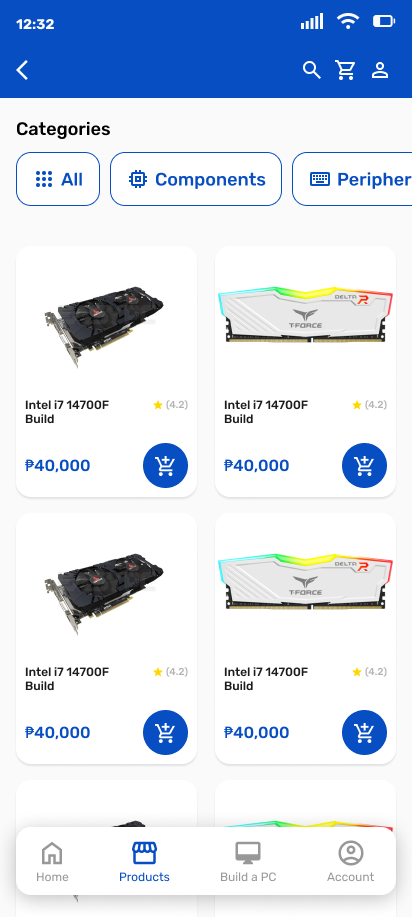 12:32
Categories
All
Components
Peripher
DELTA R
T-FORCE
Intel i7 14700F
Build
(4.2)
₱40,000
Intel i7 14700F
Build
(4.2)
₱40,000
DELTA R
T-FORCE
Intel i7 14700F
Build
(4.2)
₱40,000
Intel i7 14700F
Build
(4.2)
₱40,000
Home
Products
Build a PC
Account